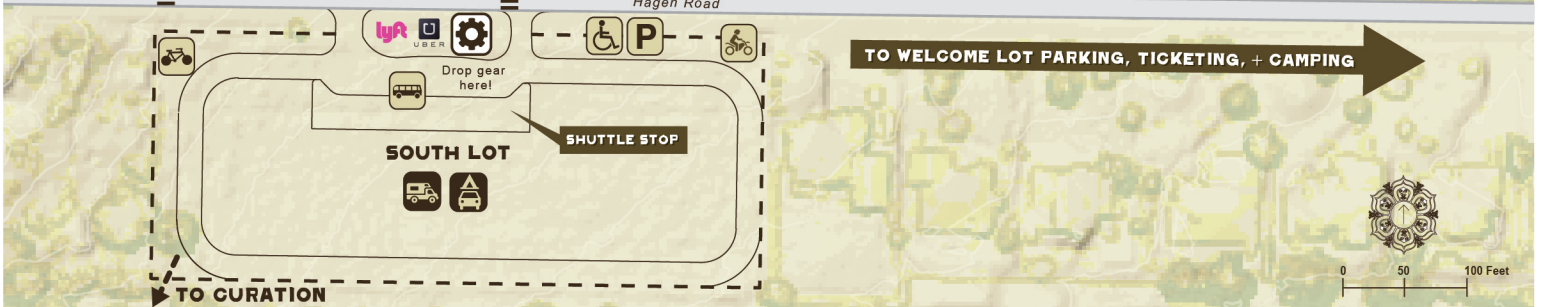 Hagen Road
lyft
UBER
P
Drop gear
here!
TO WELCOME LOT PARKING, TICKETING, + CAMPING
SHUTTLE STOP
SOUTH LOT
0 50 100 Feet
TO CURATION